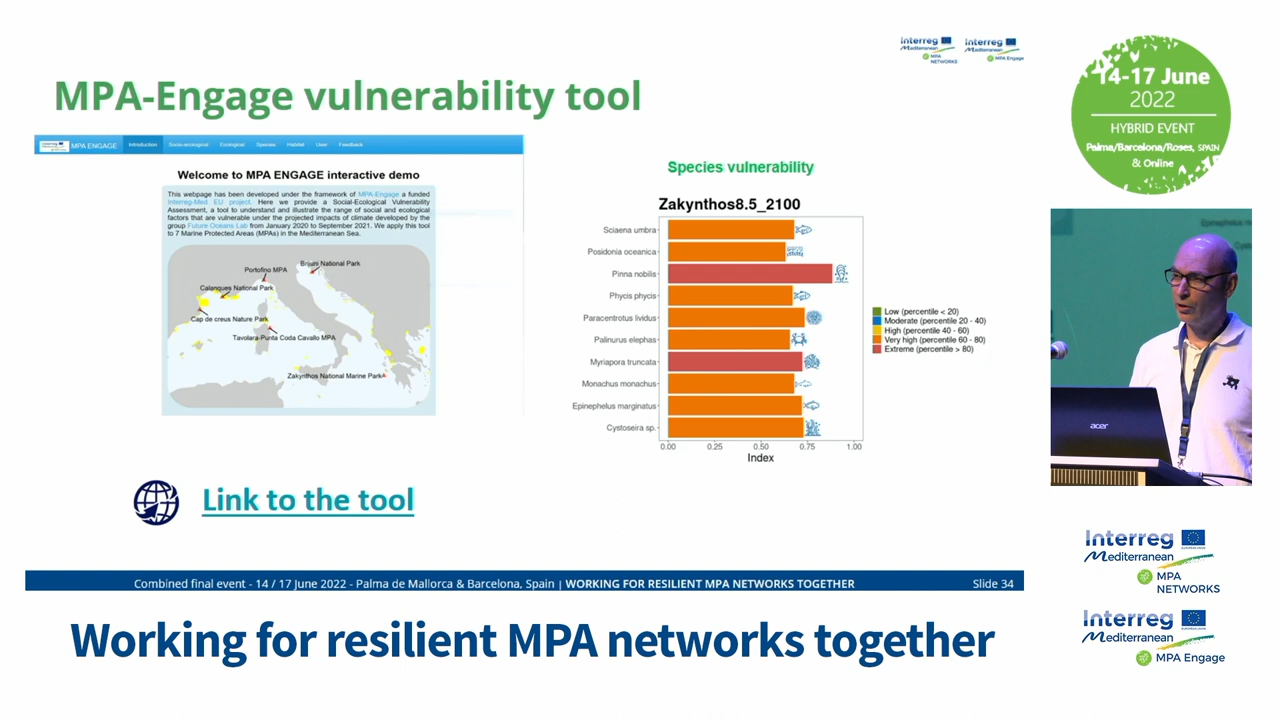 Interreg
Mediterranean
MPA
NETWORKS
Interreg
Mediterranean
MPA Engage
MPA-Engage vulnerability tool
Interreg
MPA ENGAGE
Introduction
Socio-ecological
Ecological
Species
Habitat
User
Feedback
Welcome to MPA ENGAGE interactive demo
This webpage has been developed under the framework of MPA-Engage a funded
Interreg-Med EU project. Here we provide a Social-Ecological Vulnerability
Assessment, a tool to understand and illustrate the range of social and ecological
factors that are vulnerable under the projected impacts of climate developed by the
group Future Oceans Lab from January 2020 to September 2021. We apply this tool
to 7 Marine Protected Areas (MPAs) in the Mediterranean Sea.
Portofino MPA
Brijuni National Park
Calanques National Park
Cap de creus Nature Park
Tavolara-Punta Coda Cavallo MPA
Zakynthos National Marine Park
Species vulnerability
Zakynthos8.5_2100
Sciaena umbra
Posidonia oceanica
Pinna nobilis
Phycis phycis
Paracentrotus lividus
Palinurus elephas
Myriapora truncata
Monachus monachus
Epinephelus marginatus
Cystoseira sp.
0.00 0.25 0.50 0.75 1.00
Index
Low (percentile < 20)
Moderate (percentile 20 - 40)
High (percentile 40 - 60)
Very high (percentile 60 - 80)
Extreme (percentile > 80)
Link to the tool
Combined final event - 14 / 17 June 2022 - Palma de Mallorca & Barcelona, Spain | WORKING FOR RESILIENT MPA NETWORKS TOGETHER
Slide 34
Working for resilient MPA networks together
14-17 June
2022
HYBRID EVENT
Palma/Barcelona/Roses, SPAIN
& Online
acer
Interreg
EUROPEAN UNION
Mediterranean
MPA
NETWORKS
Interreg
EUROPEAN UNION
Mediterranean
MPA Engage